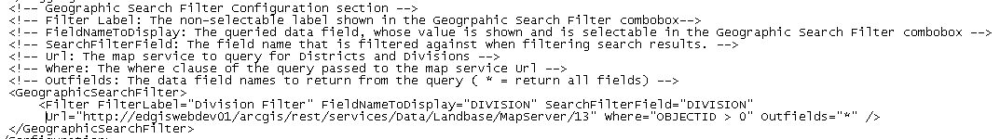 <!-- Geographic Search Filter Configuration section -->
<!-- Filter Label: The non-selectable label shown in the Geogrpahic Search Filter combobox-->
<!-- FieldNameToDisplay: The queried data field, whose value is shown and is selectable in the Geographic Search Filter combobox -->
<!-- SearchFilterField: The field name that is filtered against when filtering search results. -->
<!-- Url: The map service to query for Districts and Divisions -->
<!-- Where: The where clause of the query passed to the map service Url -->
<!-- Outfields: The data field names to return from the query ( * = return all fields) -->
<GeographicSearchFilter>
<Filter FilterLabel="Division Filter" FieldNameToDisplay="DIVISION" SearchFilterField="DIVISION"
Url="http://edgiswebdev01/arcgis/rest/services/Data/Landbase/MapServer/13" Where="OBJECTID > 0" Outfields="*" />
</GeographicSearchFilter>